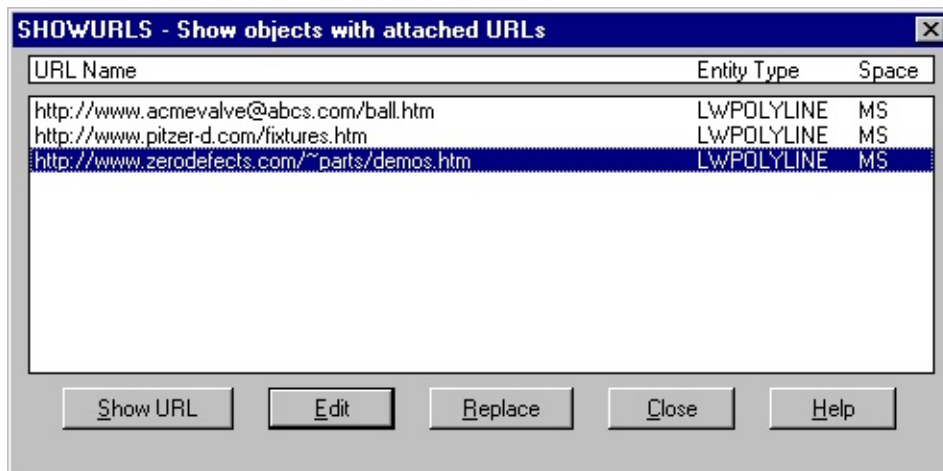 SHOWURLS - Show objects with attached URLs
URL Name Entity Type Space
http://www.acmevalve@abcs.com/ball.htm LWPOLYLINE MS
http://www.pitzer-d.com/fixtures.htm LWPOLYLINE MS
http://www.zerodefects.com/~parts/demos.htm LWPOLYLINE MS
Show URL Edit Replace Close Help